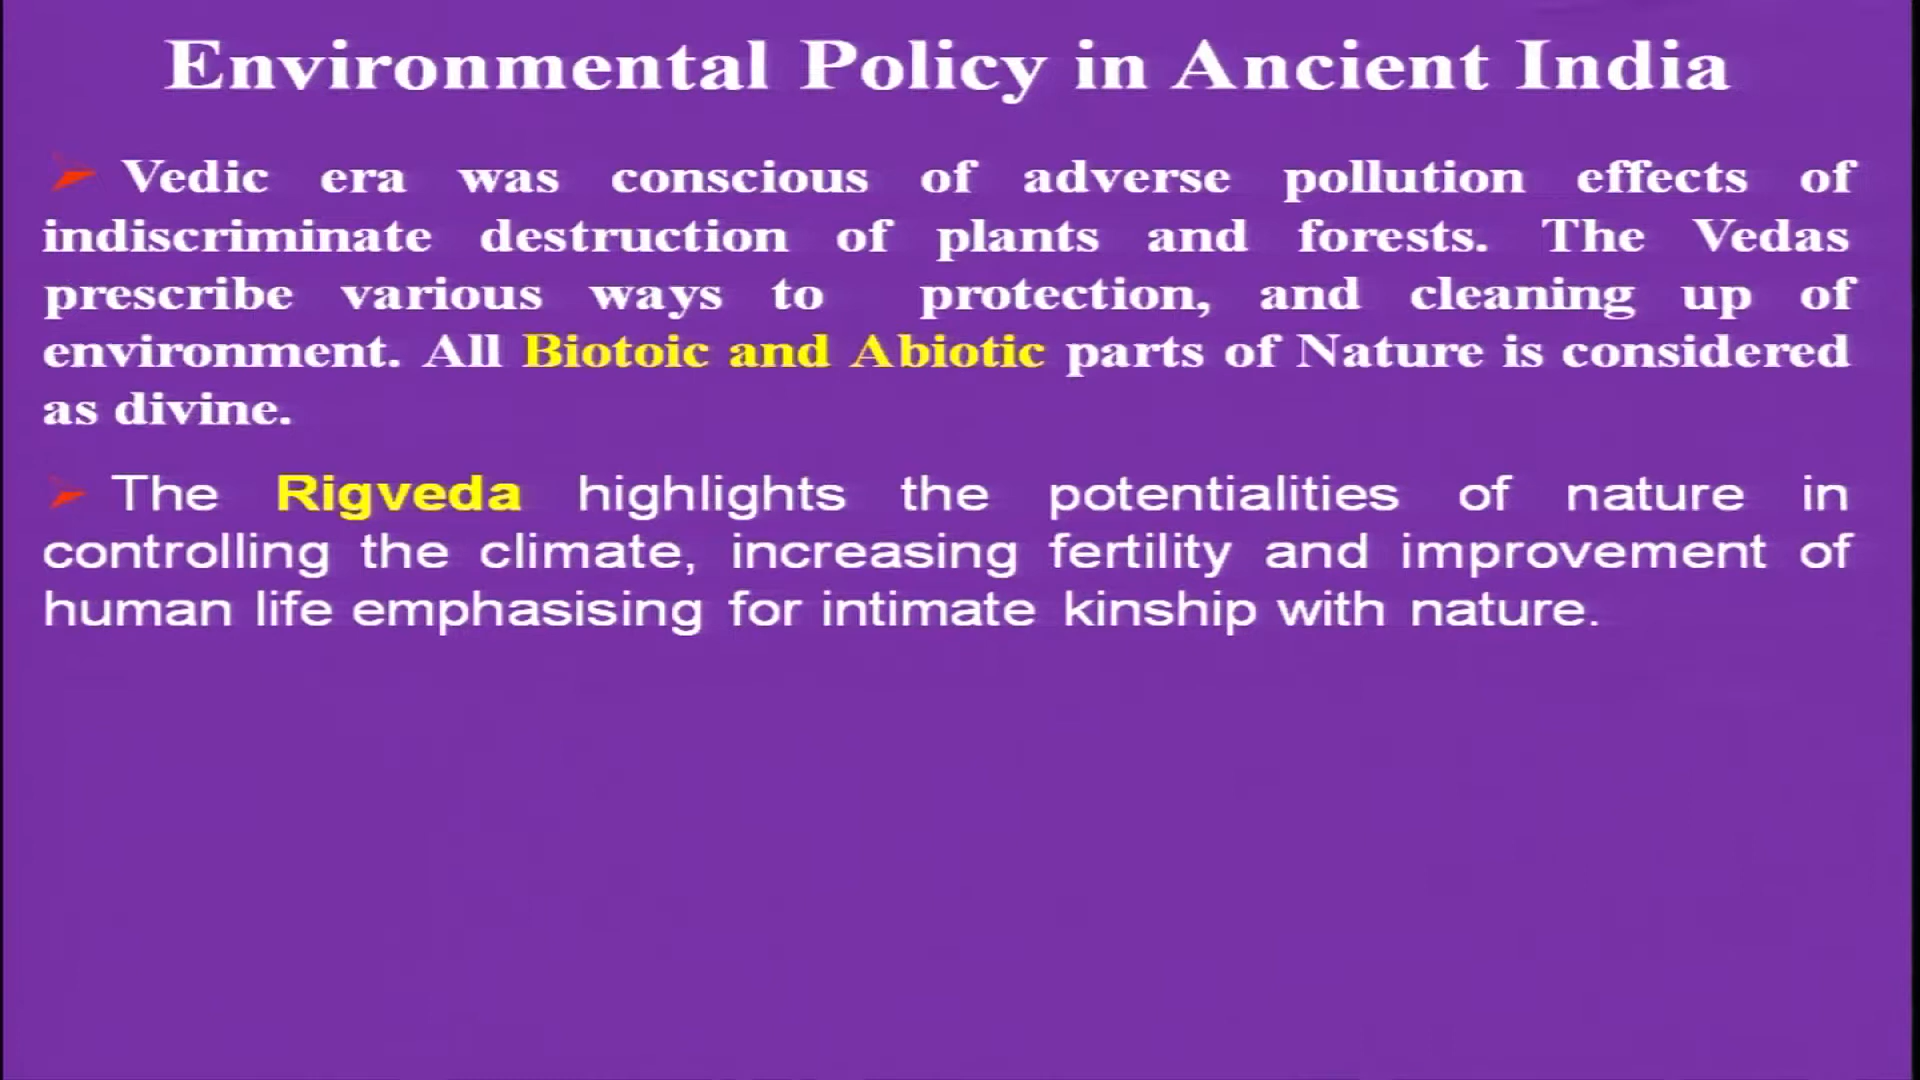 Environmental Policy in Ancient India
Vedic era was conscious of adverse pollution effects of
indiscriminate destruction of plants and forests. The Vedas
prescribe various ways to protection, and cleaning up of
environment. All Biotoic and Abiotic parts of Nature is considered
as divine.
The Rigveda highlights the potentialities of nature in
controlling the climate, increasing fertility and improvement of
human life emphasising for intimate kinship with nature.